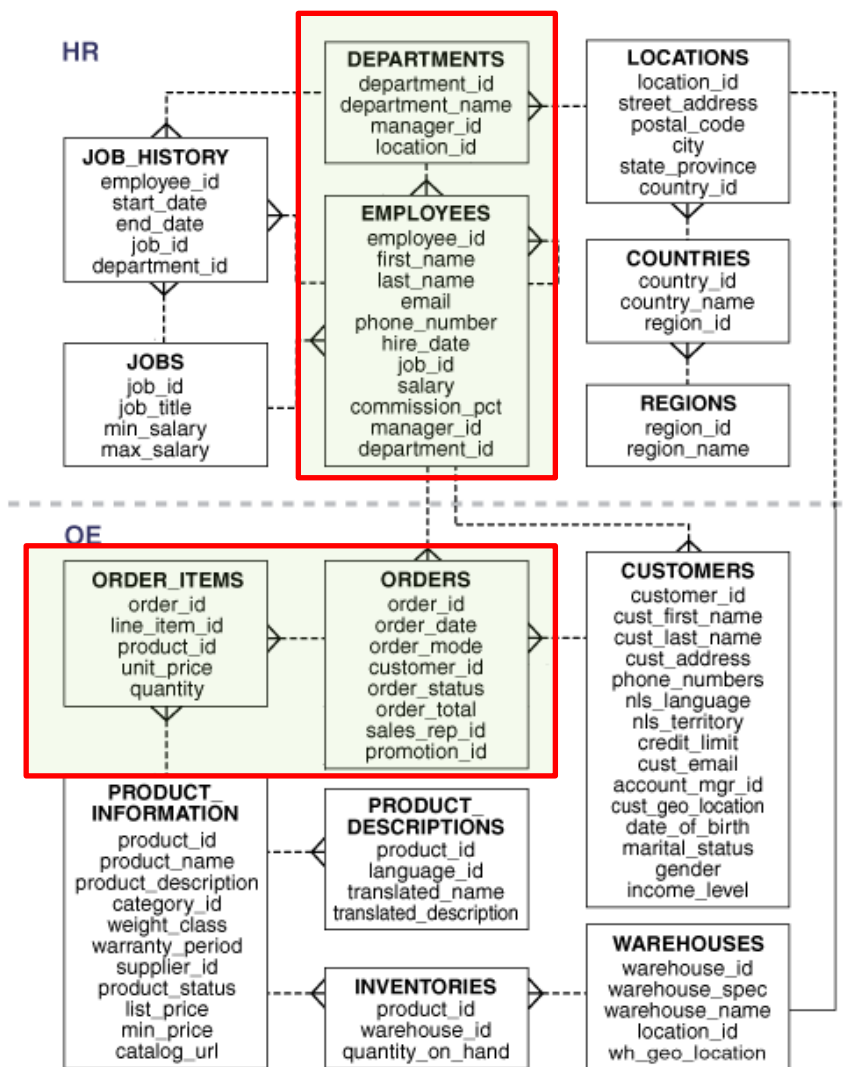 HR
DEPARTMENTS
department_id
department_name
manager_id
location_id
LOCATIONS
location_id
street_address
postal_code
city
state_province
country_id
JOB_HISTORY
employee_id
start_date
end_date
job_id
department_id
EMPLOYEES
employee_id
first_name
last_name
email
phone_number
hire_date
job_id
salary
commission_pct
manager_id
department_id
COUNTRIES
country_id
country_name
region_id
JOBS
job_id
job_title
min_salary
max_salary
REGIONS
region_id
region_name
OE
ORDER_ITEMS
order_id
line_item_id
product_id
unit_price
quantity
ORDERS
order_id
order_date
order_mode
customer_id
order_status
order_total
sales_rep_id
promotion_id
CUSTOMERS
customer_id
cust_first_name
cust_last_name
cust_address
phone_numbers
nls_language
nls_territory
credit_limit
cust_email
account_mgr_id
cust_geo_location
date_of_birth
marital_status
gender
income_level
PRODUCT_
INFORMATION
product_id
product_name
product_description
category_id
weight_class
warranty_period
supplier_id
product_status
list_price
min_price
catalog_url
PRODUCT_
DESCRIPTIONS
product_id
language_id
translated_name
translated_description
INVENTORIES
product_id
warehouse_id
quantity_on_hand
WAREHOUSES
warehouse_id
warehouse_spec
warehouse_name
location_id
wh_geo_location